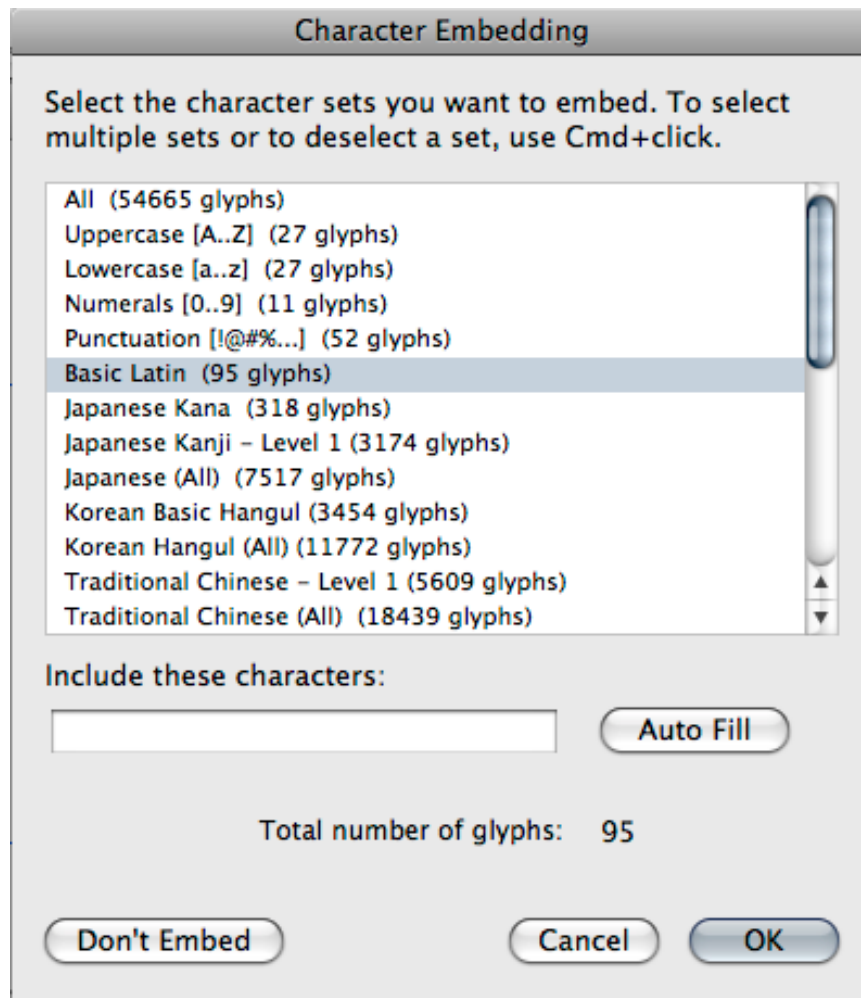 Character Embedding
Select the character sets you want to embed. To select
multiple sets or to deselect a set, use Cmd+click.
All (54665 glyphs)
Uppercase [A..Z] (27 glyphs)
Lowercase [a..z] (27 glyphs)
Numerals [0..9] (11 glyphs)
Punctuation [!@#%...] (52 glyphs)
Basic Latin (95 glyphs)
Japanese Kana (318 glyphs)
Japanese Kanji – Level 1 (3174 glyphs)
Japanese (All) (7517 glyphs)
Korean Basic Hangul (3454 glyphs)
Korean Hangul (All) (11772 glyphs)
Traditional Chinese – Level 1 (5609 glyphs)
Traditional Chinese (All) (18439 glyphs)
Include these characters:
Auto Fill
Total number of glyphs: 95
Don't Embed Cancel OK